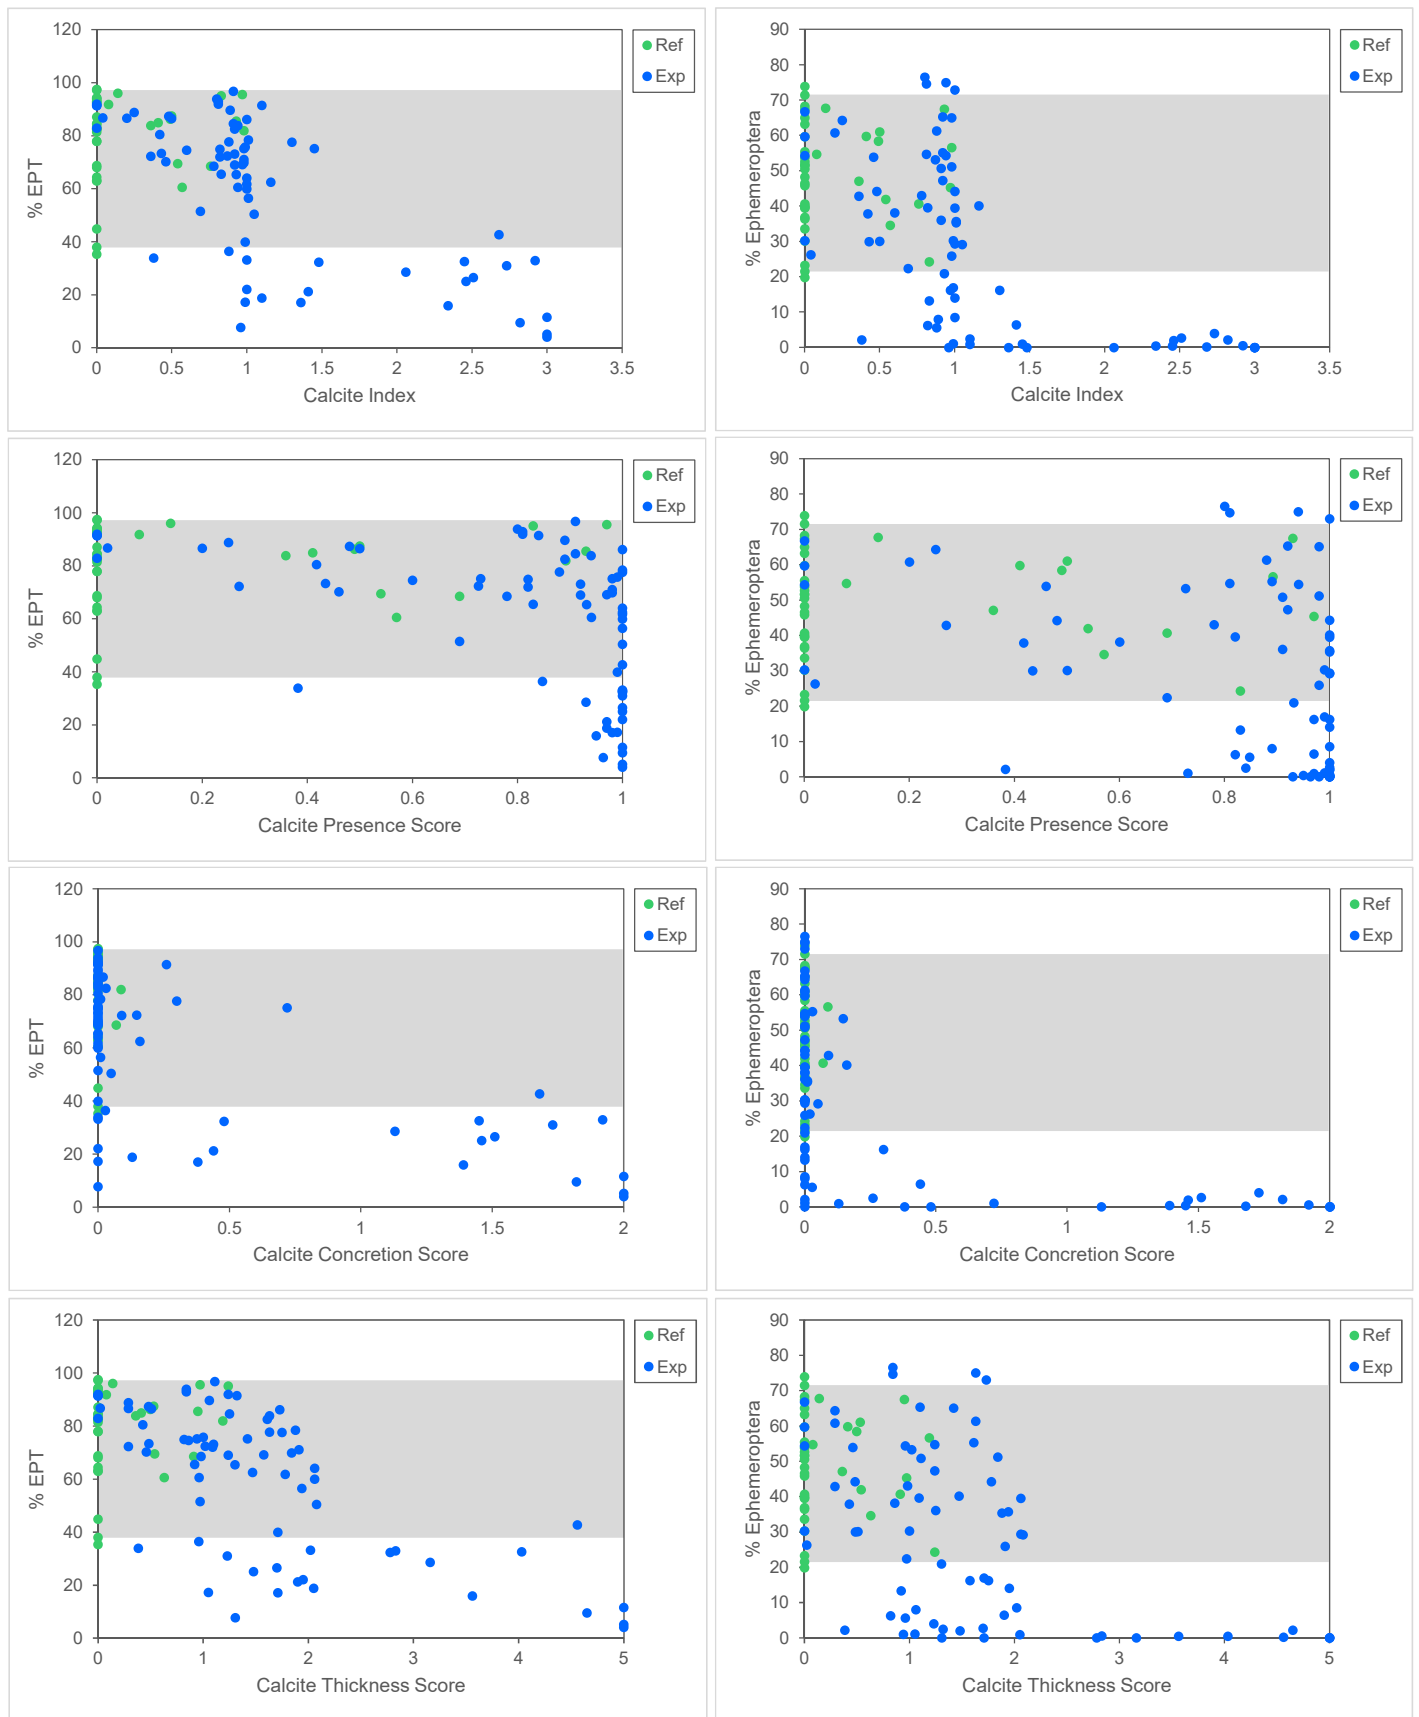 120
100
80
60
40
20
0
% EPT
0 0.5 1 1.5 2 2.5 3 3.5
Calcite Index
Ref
Exp
90
80
70
60
50
40
30
20
10
0
% Ephemeroptera
0 0.5 1 1.5 2 2.5 3 3.5
Calcite Index
Ref
Exp
120
100
80
60
40
20
0
% EPT
0 0.2 0.4 0.6 0.8 1
Calcite Presence Score
Ref
Exp
90
80
70
60
50
40
30
20
10
0
% Ephemeroptera
0 0.2 0.4 0.6 0.8 1
Calcite Presence Score
Ref
Exp
120
100
80
60
40
20
0
% EPT
0 0.5 1 1.5 2
Calcite Concretion Score
Ref
Exp
90
80
70
60
50
40
30
20
10
0
% Ephemeroptera
0 0.5 1 1.5 2
Calcite Concretion Score
Ref
Exp
120
100
80
60
40
20
0
% EPT
0 1 2 3 4 5
Calcite Thickness Score
Ref
Exp
90
80
70
60
50
40
30
20
10
0
% Ephemeroptera
0 1 2 3 4 5
Calcite Thickness Score
Ref
Exp